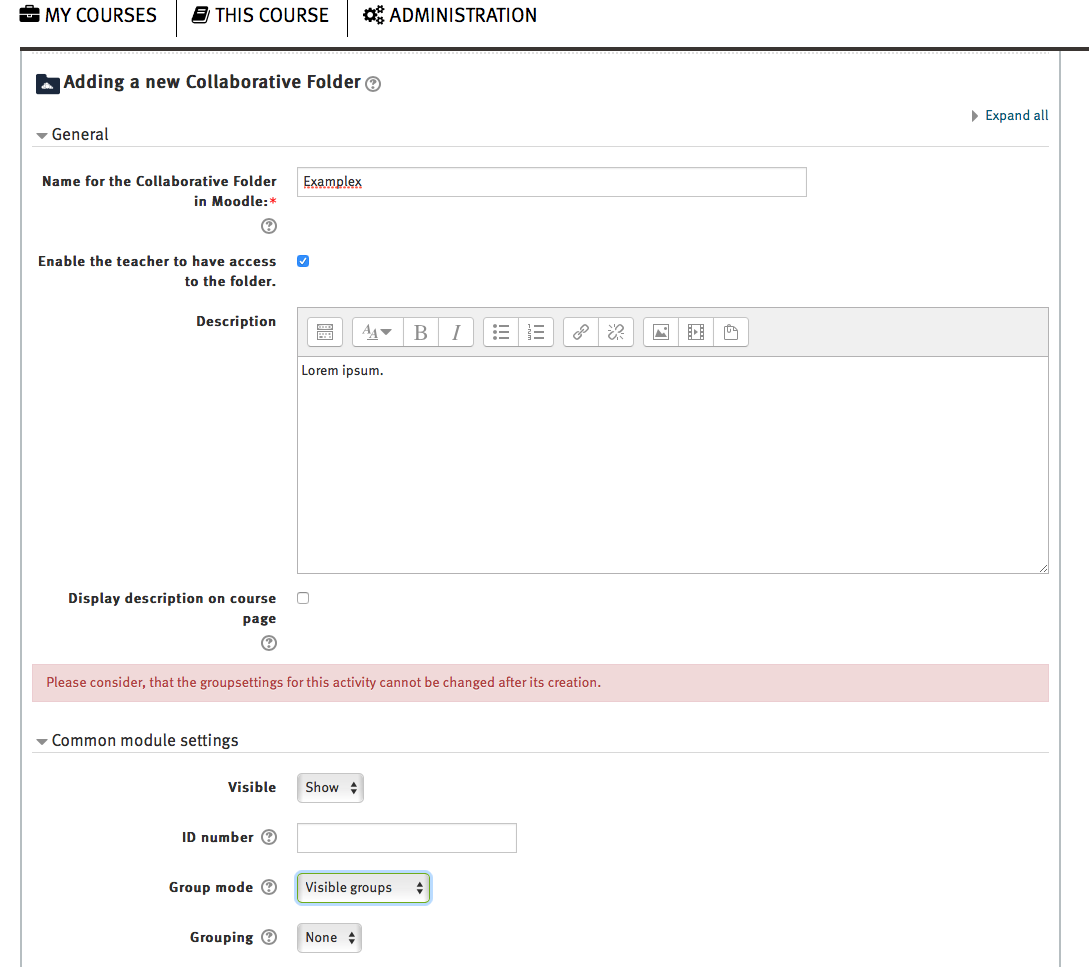 MY COURSES THIS COURSE ADMINISTRATION
Adding a new Collaborative Folder
Expand all
General
Name for the Collaborative Folder
in Moodle:*
Examplex
Enable the teacher to have access
to the folder.
Description
Lorem ipsum.
Display description on course
page
Please consider, that the groupsettings for this activity cannot be changed after its creation.
Common module settings
Visible Show
ID number
Group mode Visible groups
Grouping None